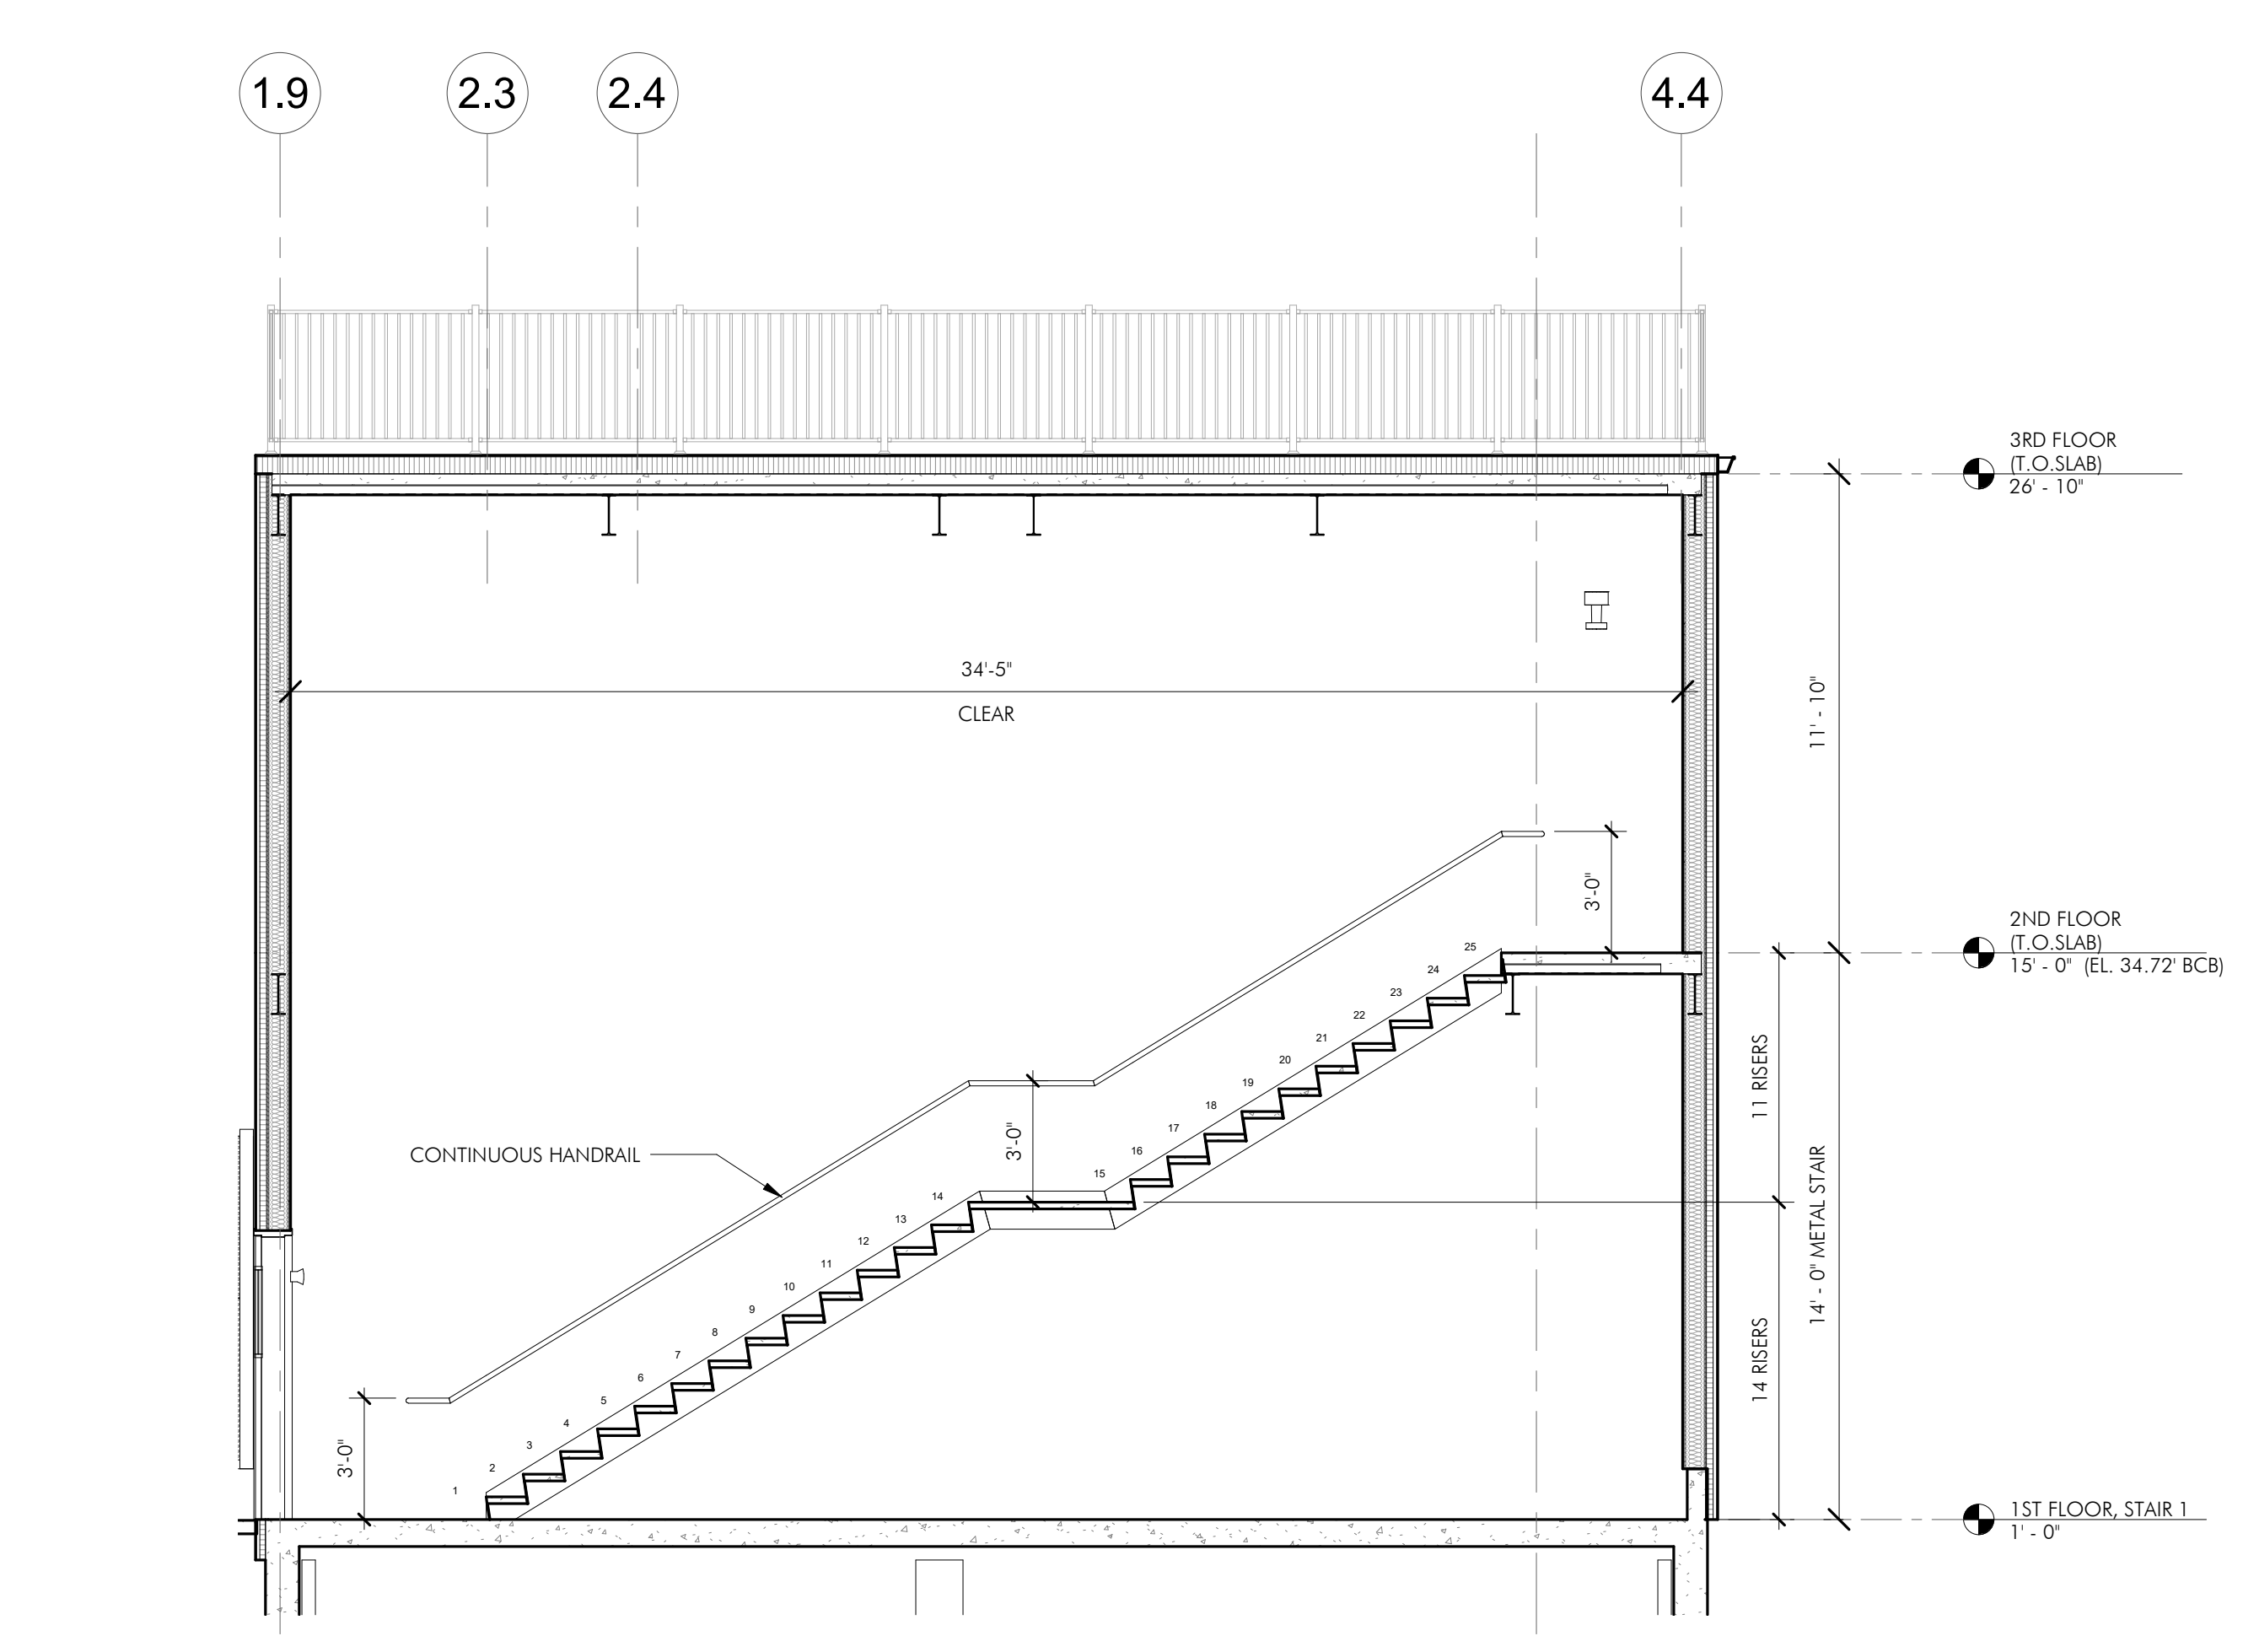 1.9
2.3
2.4
4.4
3RD FLOOR
(T.O.SLAB)
26' - 10"
34'-5"
CLEAR
11' - 10"
3'-0"
2ND FLOOR
(T.O.SLAB)
15' - 0" (EL. 34.72' BCB)
25
24
23
22
21
20
19
18
17
16
15
14
13
12
11
10
9
8
7
6
5
4
3
2
1
11 RISERS
3'-0"
CONTINUOUS HANDRAIL
14' - 0" METAL STAIR
14 RISERS
3'-0"
1ST FLOOR, STAIR 1
1' - 0"